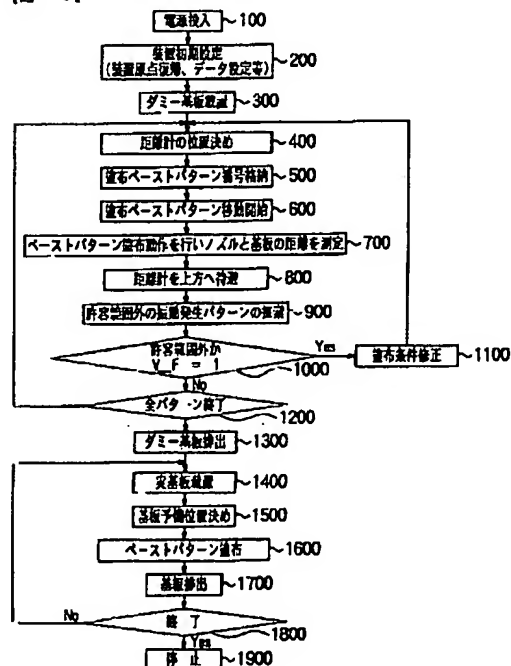 電源投入 100
装置初期設定 200
(装置原点復帰、データ設定等)
ダミー基板載置 300
距離計の位置決め 400
塗布ペーストパターン番号格納 500
塗布ペーストパターン移動開始 600
ペーストパターン塗布動作を行いノズルと基板の距離を測定 700
距離計を上方へ待避 800
許容範囲外の振動発生パターンの探索 900
許容範囲外か
V_F = 1
1000
Yes
塗布条件修正 1100
No
全パターン終了
1200
ダミー基板排出 1300
実基板載置 1400
基板予備位置決め 1500
ペーストパターン塗布 1600
基板排出 1700
No
終了
1800
Yes
停止 1900